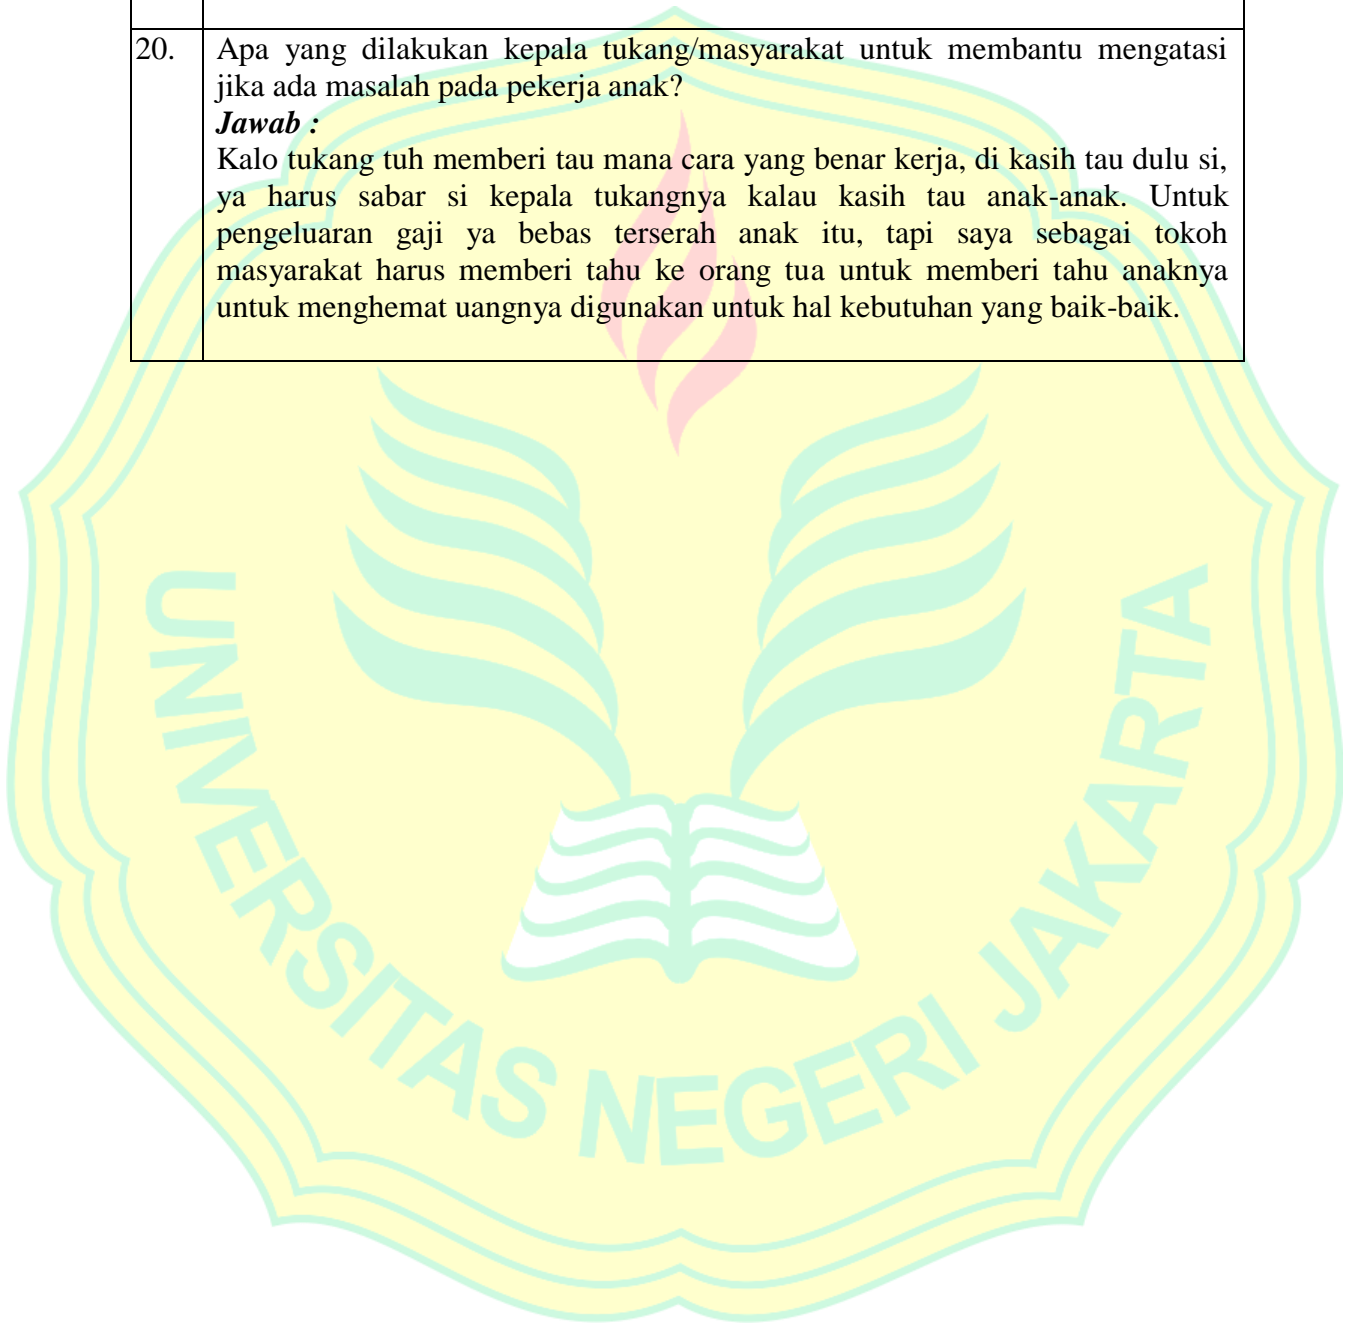 20. Apa yang dilakukan kepala tukang/masyarakat untuk membantu mengatasi
jika ada masalah pada pekerja anak?
Jawab :
Kalo tukang tuh memberi tau mana cara yang benar kerja, di kasih tau dulu si,
ya harus sabar si kepala tukangnya kalau kasih tau anak-anak. Untuk
pengeluaran gaji ya bebas terserah anak itu, tapi saya sebagai tokoh
masyarakat harus memberi tahu ke orang tua untuk memberi tahu anaknya
untuk menghemat uangnya digunakan untuk hal kebutuhan yang baik-baik.
UNIVERSITAS NEGERI JAKARTA